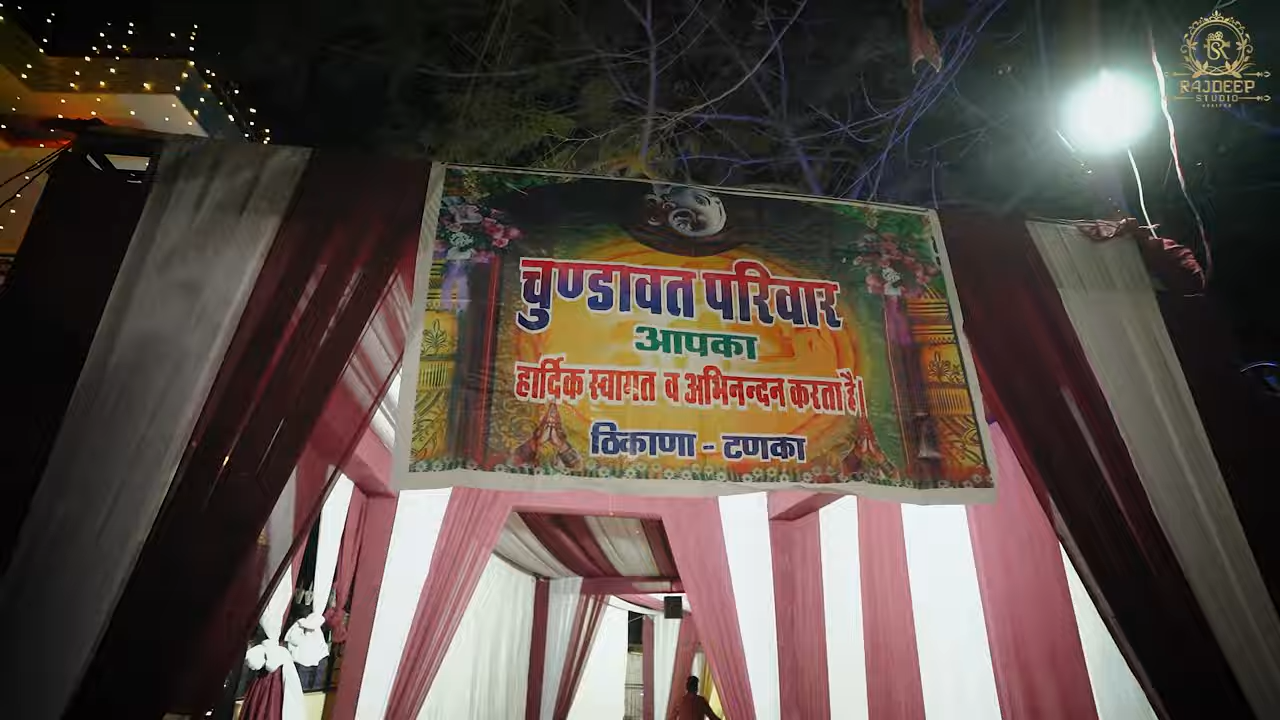 RAJDEEP
STUDIO
चुण्डावत परिवार
आपका
हार्दिक स्वागत व अभिनन्दन करता है।
ठिकाणा - टणका